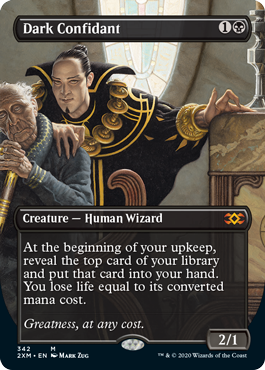 Dark Confidant 1
Creature — Human Wizard
At the beginning of your upkeep,
reveal the top card of your library
and put that card into your hand.
You lose life equal to its converted
mana cost.
Greatness, at any cost.
2/1
342 M
2XM • EN Mark Zug ™ & © 2020 Wizards of the Coast